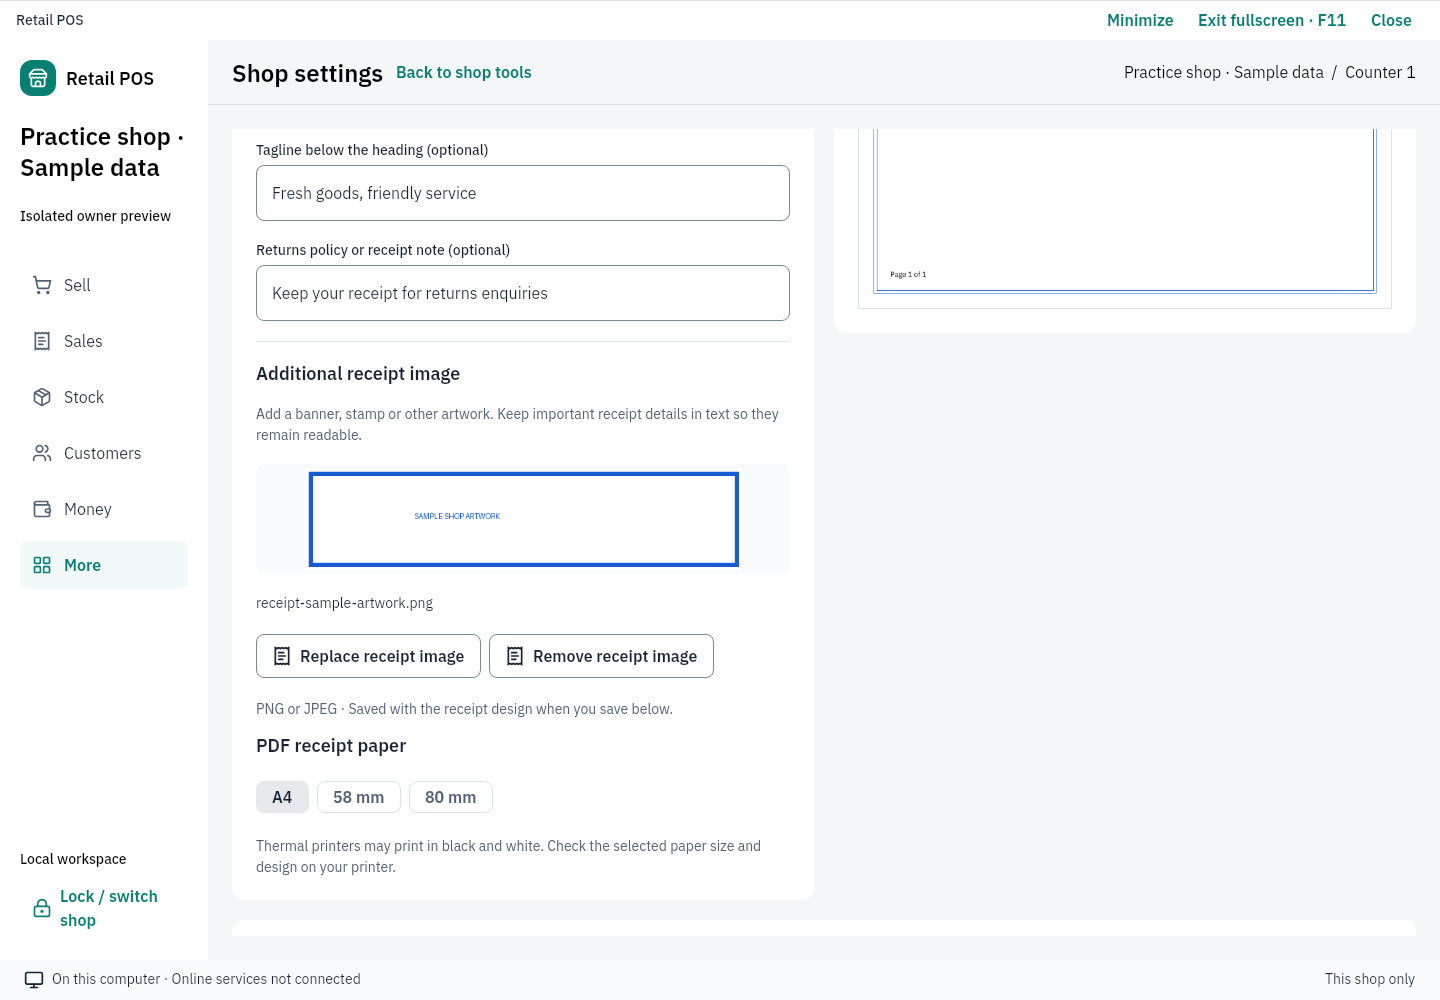 Retail POS
Minimize
Exit fullscreen · F11
Close
Retail POS
Shop settings
Back to shop tools
Practice shop · Sample data / Counter 1
Practice shop ·
Sample data
Isolated owner preview
Sell
Sales
Stock
Customers
Money
More
Local workspace
Lock / switch
shop
Tagline below the heading (optional)
Fresh goods, friendly service
Returns policy or receipt note (optional)
Keep your receipt for returns enquiries
Additional receipt image
Add a banner, stamp or other artwork. Keep important receipt details in text so they
remain readable.
SAMPLE SHOP ARTWORK
receipt-sample-artwork.png
Replace receipt image
Remove receipt image
PNG or JPEG · Saved with the receipt design when you save below.
PDF receipt paper
A4
58 mm
80 mm
Thermal printers may print in black and white. Check the selected paper size and
design on your printer.
Page 1 of 1
On this computer · Online services not connected
This shop only